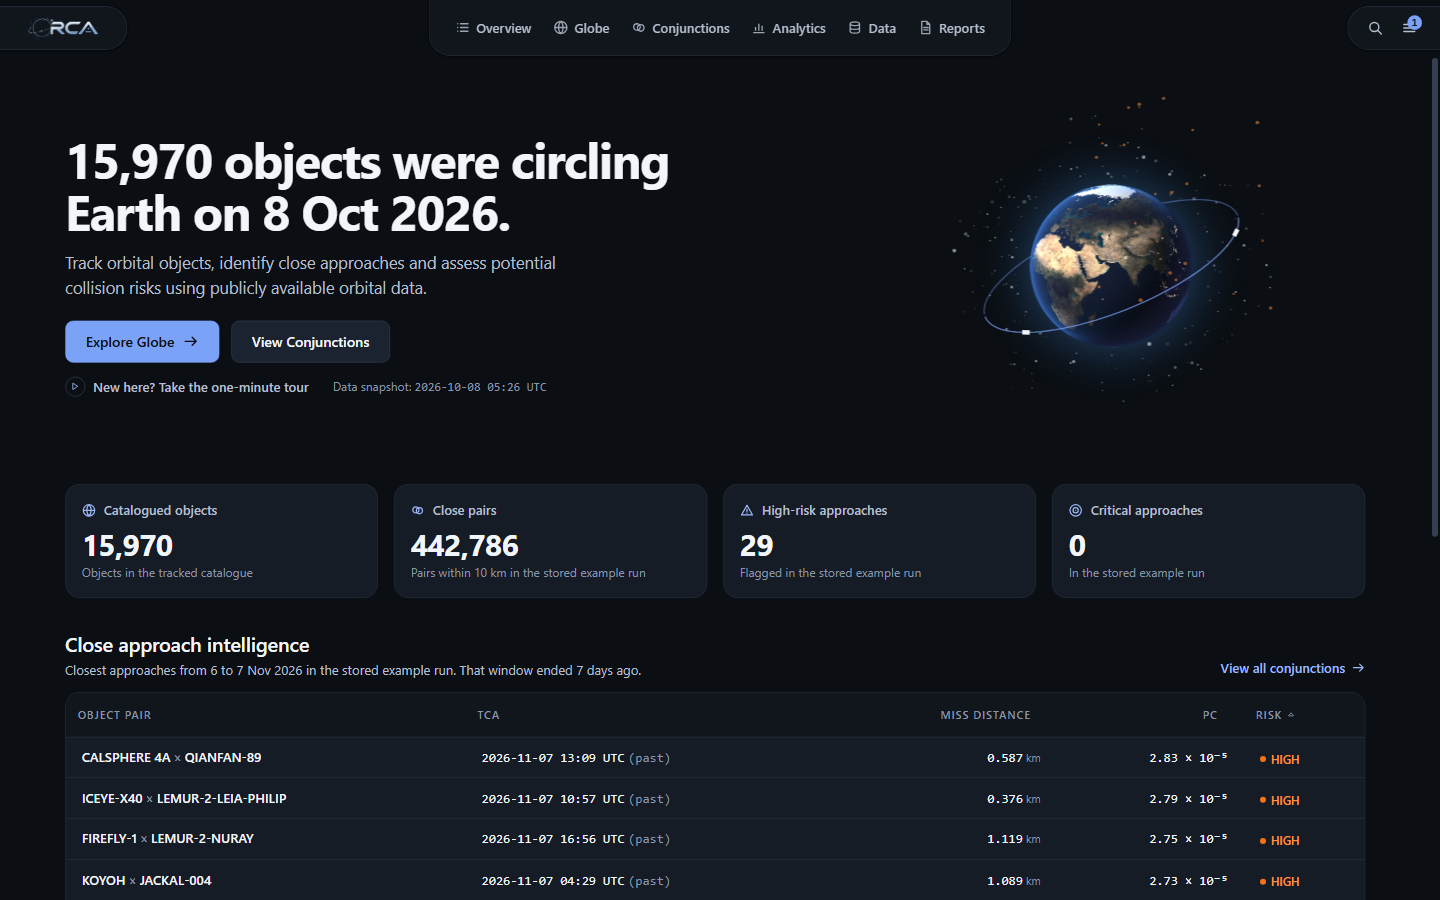 ORCA
Overview
Globe
Conjunctions
Analytics
Data
Reports
1
15,970 objects were circling
Earth on 8 Oct 2026.
Track orbital objects, identify close approaches and assess potential
collision risks using publicly available orbital data.
Explore Globe →
View Conjunctions
New here? Take the one-minute tour
Data snapshot: 2026-10-08 05:26 UTC
Catalogued objects
15,970
Objects in the tracked catalogue
Close pairs
442,786
Pairs within 10 km in the stored example run
High-risk approaches
29
Flagged in the stored example run
Critical approaches
0
In the stored example run
Close approach intelligence
Closest approaches from 6 to 7 Nov 2026 in the stored example run. That window ended 7 days ago.
View all conjunctions →
OBJECT PAIR TCA MISS DISTANCE PC RISK
CALSPHERE 4A x QIANFAN-89 2026-11-07 13:09 UTC (past) 0.587 km 2.83 x 10⁻⁵ HIGH
ICEYE-X40 x LEMUR-2-LEIA-PHILIP 2026-11-07 10:57 UTC (past) 0.376 km 2.79 x 10⁻⁵ HIGH
FIREFLY-1 x LEMUR-2-NURAY 2026-11-07 16:56 UTC (past) 1.119 km 2.75 x 10⁻⁵ HIGH
KOYOH x JACKAL-004 2026-11-07 04:29 UTC (past) 1.089 km 2.73 x 10⁻⁵ HIGH